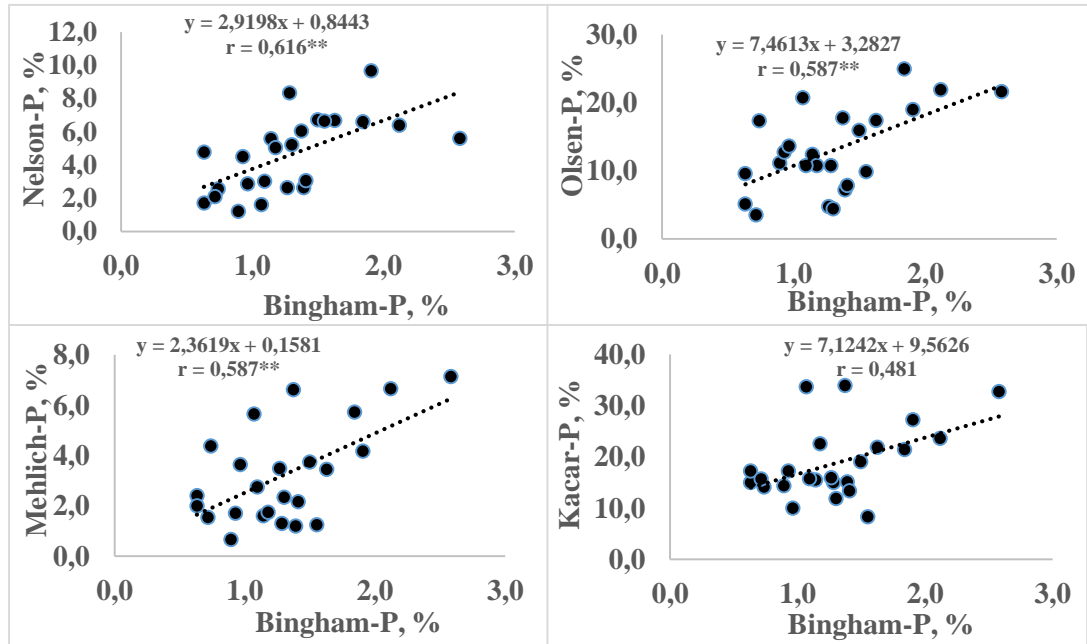 y = 2,9198x + 0,8443
r = 0,616**
12,0
10,0
8,0
6,0
4,0
2,0
0,0
Nelson-P, %
0,0 1,0 2,0 3,0
Bingham-P, %
y = 7,4613x + 3,2827
r = 0,587**
30,0
20,0
10,0
0,0
Olsen-P, %
0,0 1,0 2,0 3,0
Bingham-P, %
y = 2,3619x + 0,1581
r = 0,587**
8,0
6,0
4,0
2,0
0,0
Mehlich-P, %
0,0 1,0 2,0 3,0
Bingham-P, %
y = 7,1242x + 9,5626
r = 0,481
40,0
30,0
20,0
10,0
0,0
Kacar-P, %
0,0 1,0 2,0 3,0
Bingham-P, %